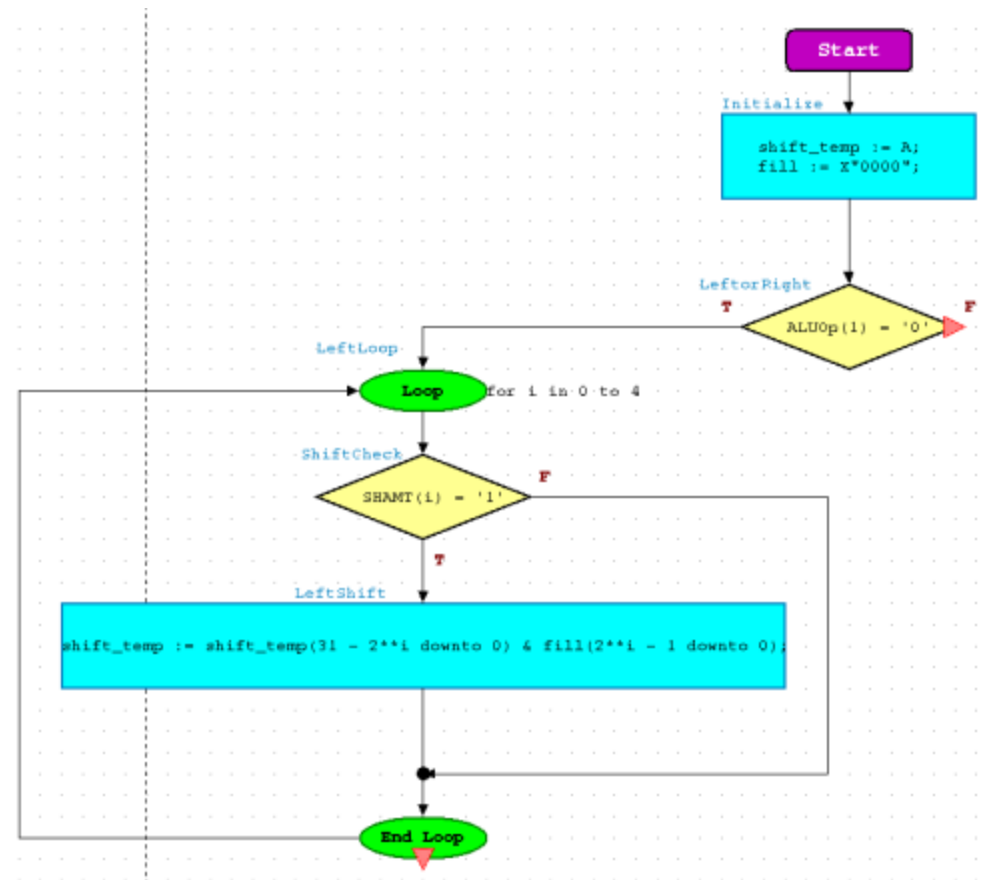 Start
Initialize
shift_temp := A;
fill := X"0000";
LeftorRight
T
F
ALUOp(1) = '0'
LeftLoop
Loop
for i in 0 to 4
ShiftCheck
F
SHAMT(i) = '1'
T
LeftShift
shift_temp := shift_temp(31 - 2**i downto 0) & fill(2**i - 1 downto 0);
End Loop